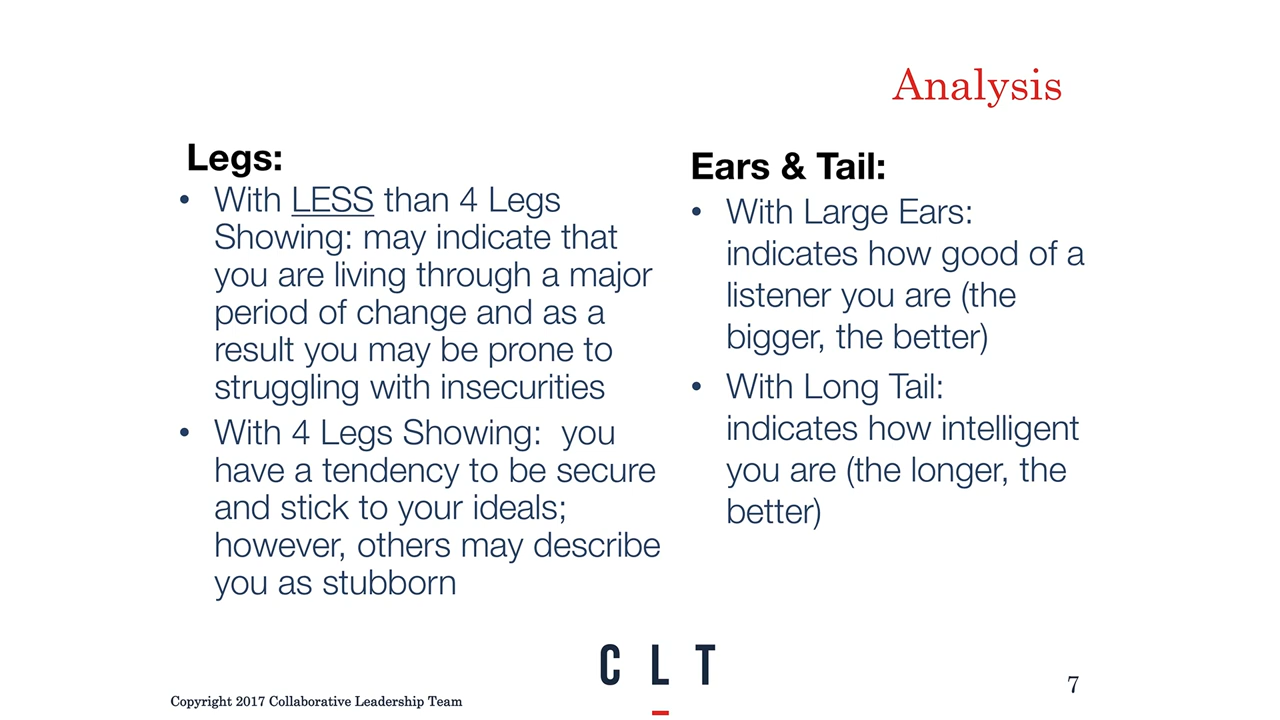 Analysis
Legs:
• With LESS than 4 Legs
Showing: may indicate that
you are living through a major
period of change and as a
result you may be prone to
struggling with insecurities
• With 4 Legs Showing:  you
have a tendency to be secure
and stick to your ideals;
however, others may describe
you as stubborn
Ears & Tail:
• With Large Ears:
indicates how good of a
listener you are (the
bigger, the better)
• With Long Tail:
indicates how intelligent
you are (the longer, the
better)
CLT
Copyright 2017 Collaborative Leadership Team
7